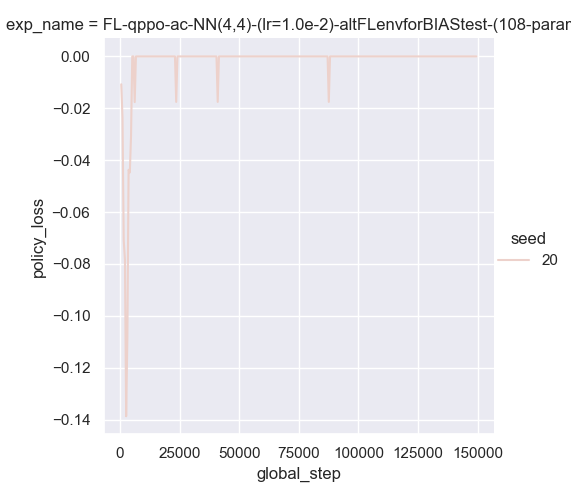 exp_name = FL-qppo-ac-NN(4,4)-(lr=1.0e-2)-altFLenvforBIAStest-(108-param
0.00
−0.02
−0.04
−0.06
−0.08
−0.10
−0.12
−0.14
policy_loss
0 25000 50000 75000 100000 125000 150000
global_step
seed
20